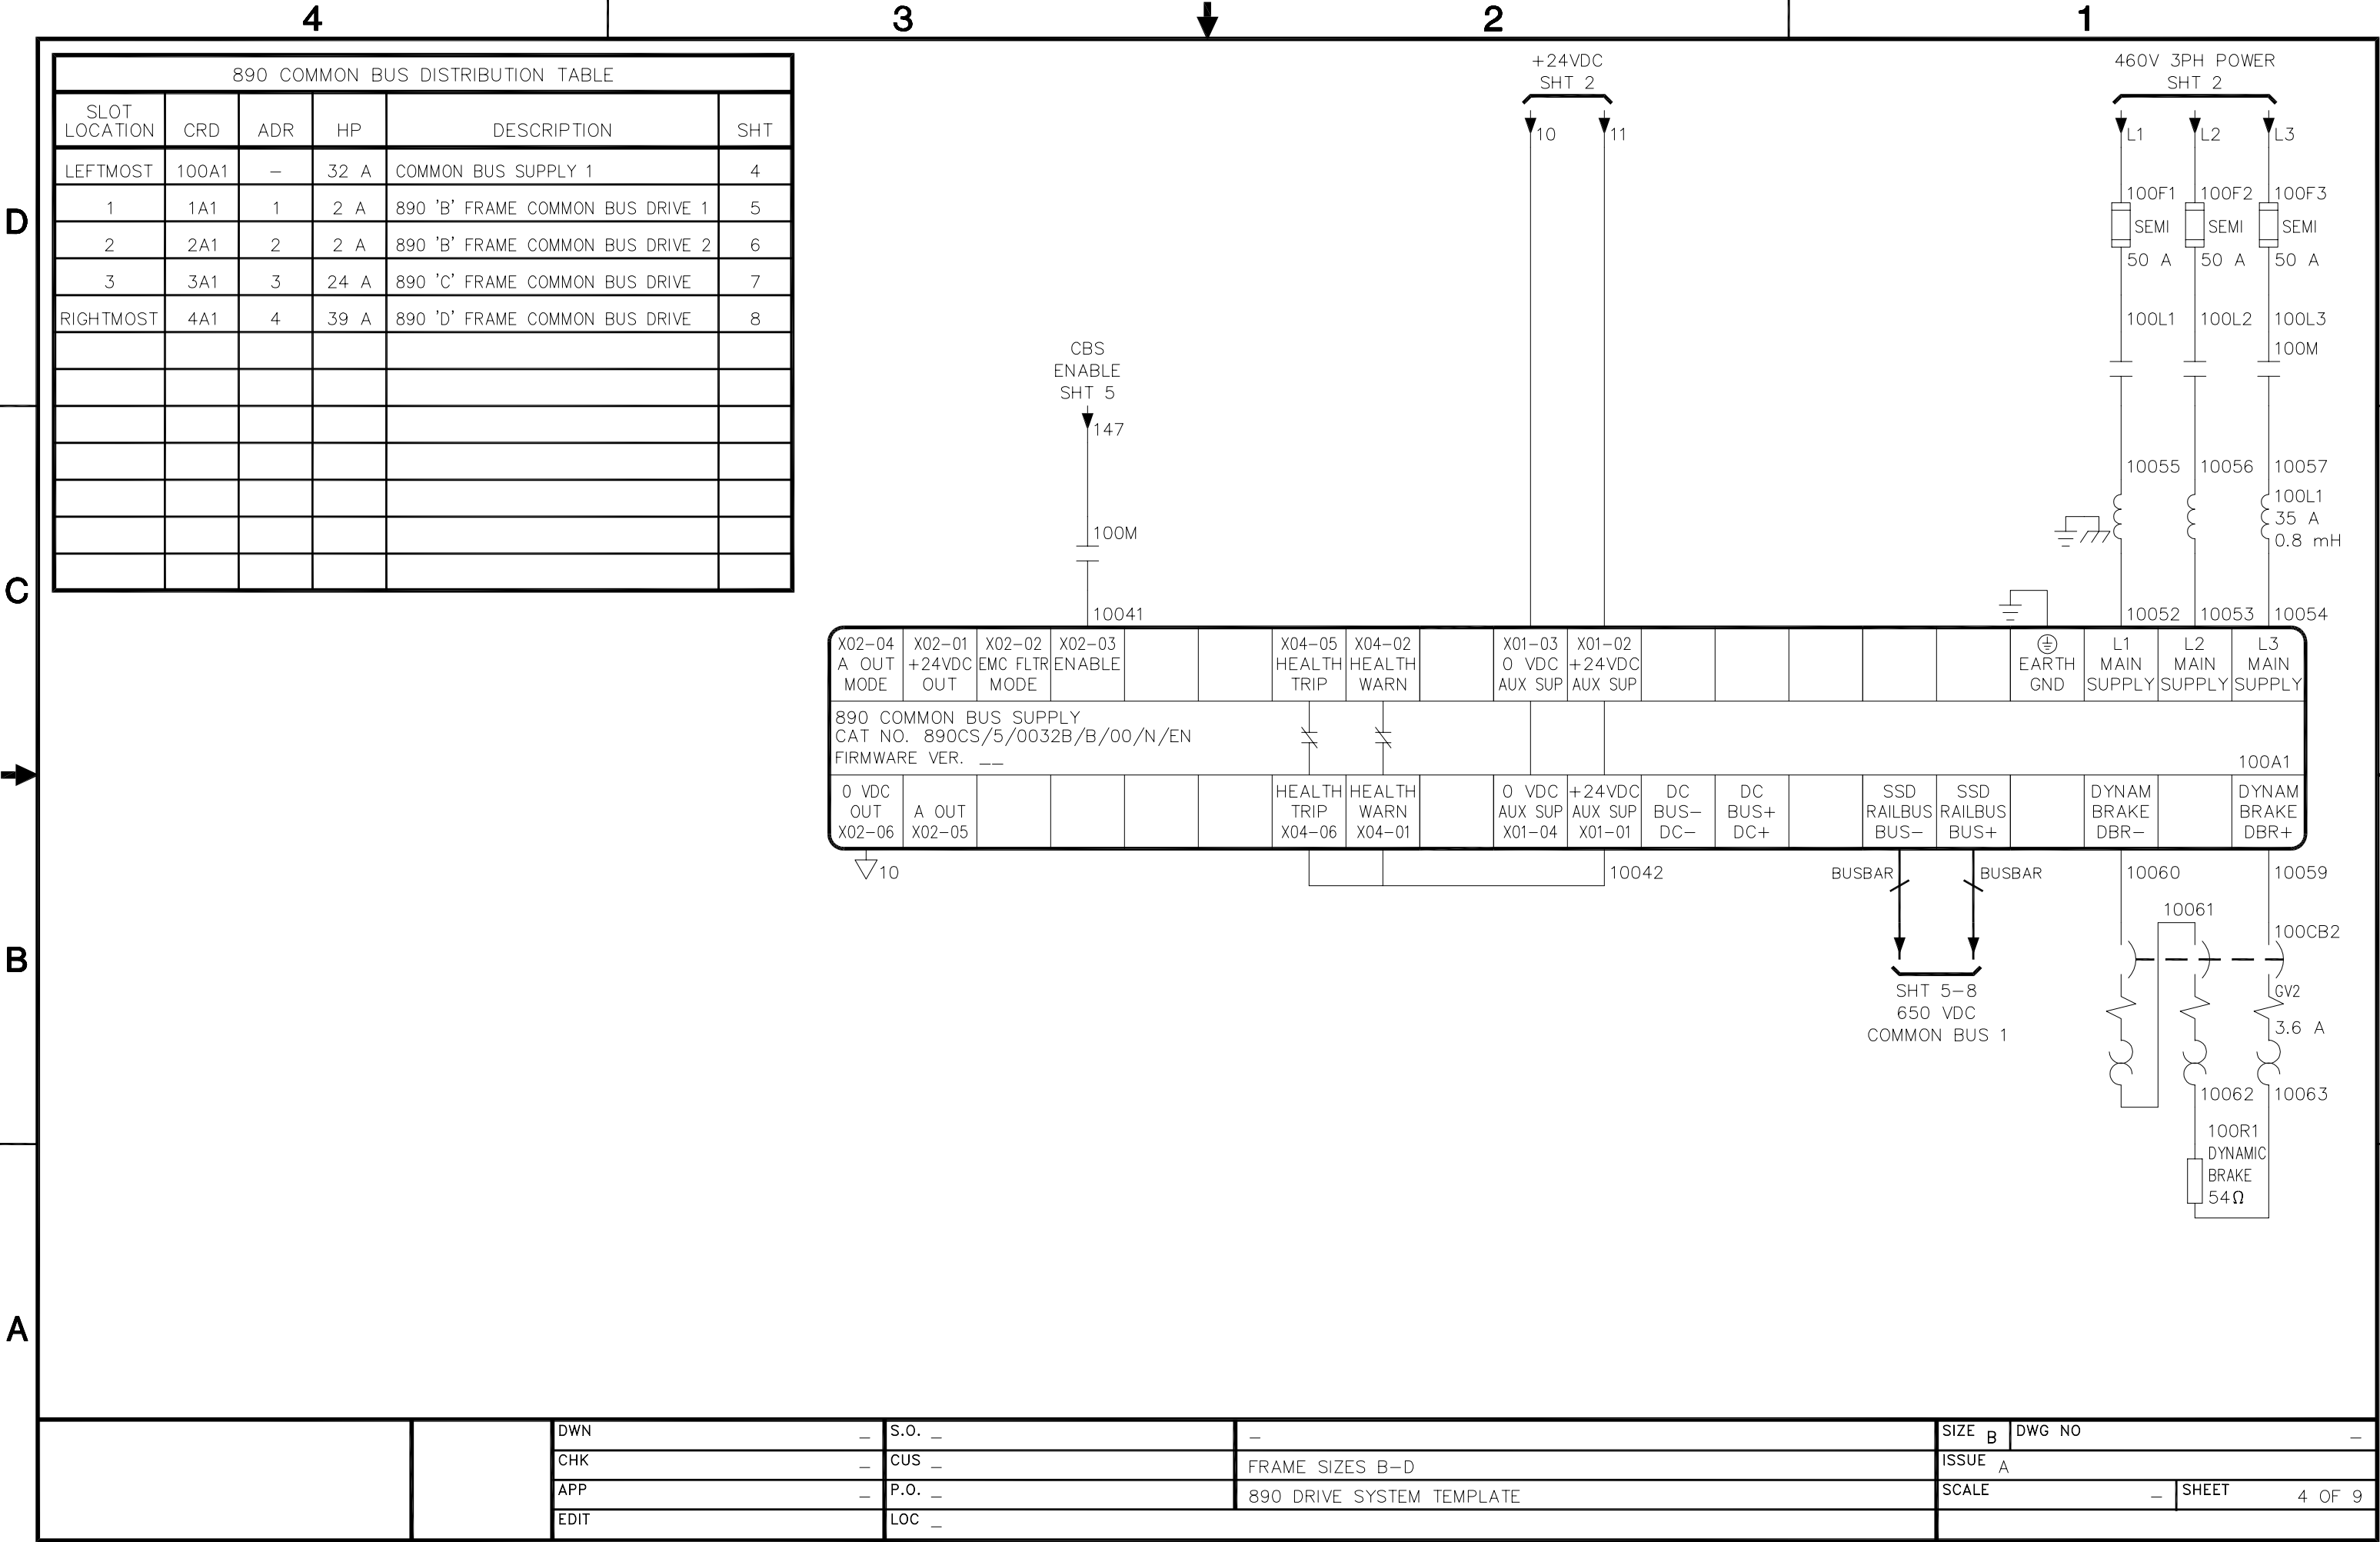 4 3 2 1
D
C
B
A
890 COMMON BUS DISTRIBUTION TABLE
SLOT LOCATION CRD ADR HP DESCRIPTION SHT
LEFTMOST 100A1 – 32 A COMMON BUS SUPPLY 1 4
1 1A1 1 2 A 890 'B' FRAME COMMON BUS DRIVE 1 5
2 2A1 2 2 A 890 'B' FRAME COMMON BUS DRIVE 2 6
3 3A1 3 24 A 890 'C' FRAME COMMON BUS DRIVE 7
RIGHTMOST 4A1 4 39 A 890 'D' FRAME COMMON BUS DRIVE 8
CBS
ENABLE
SHT 5
147
100M
10041
+24VDC
SHT 2
10 11
460V 3PH POWER
SHT 2
L1 L2 L3
100F1 100F2 100F3
SEMI SEMI SEMI
50 A 50 A 50 A
100L1 100L2 100L3
100M
10055 10056 10057
100L1
35 A
0.8 mH
10052 10053 10054
X02-04 X02-01 X02-02 X02-03 X04-05 X04-02 X01-03 X01-02 L1 L2 L3
A OUT +24VDC EMC FLTR ENABLE HEALTH HEALTH 0 VDC +24VDC EARTH MAIN MAIN MAIN
MODE OUT MODE TRIP WARN AUX SUP AUX SUP GND SUPPLY SUPPLY SUPPLY
890 COMMON BUS SUPPLY
CAT NO. 890CS/5/0032B/B/00/N/EN
FIRMWARE VER. __
100A1
0 VDC HEALTH HEALTH 0 VDC +24VDC DC DC SSD SSD DYNAM DYNAM
OUT A OUT TRIP WARN AUX SUP AUX SUP BUS- BUS+ RAILBUS RAILBUS BRAKE BRAKE
X02-06 X02-05 X04-06 X04-01 X01-04 X01-01 DC- DC+ BUS- BUS+ DBR- DBR+
10 10042 BUSBAR BUSBAR 10060 10059
10061
100CB2
SHT 5-8
650 VDC
COMMON BUS 1
GV2
3.6 A
10062 10063
100R1
DYNAMIC
BRAKE
54Ω
DWN – S.O. _ –
CHK – CUS _ FRAME SIZES B-D
APP – P.O. _ 890 DRIVE SYSTEM TEMPLATE
EDIT LOC _
SIZE B DWG NO –
ISSUE A
SCALE – SHEET 4 OF 9